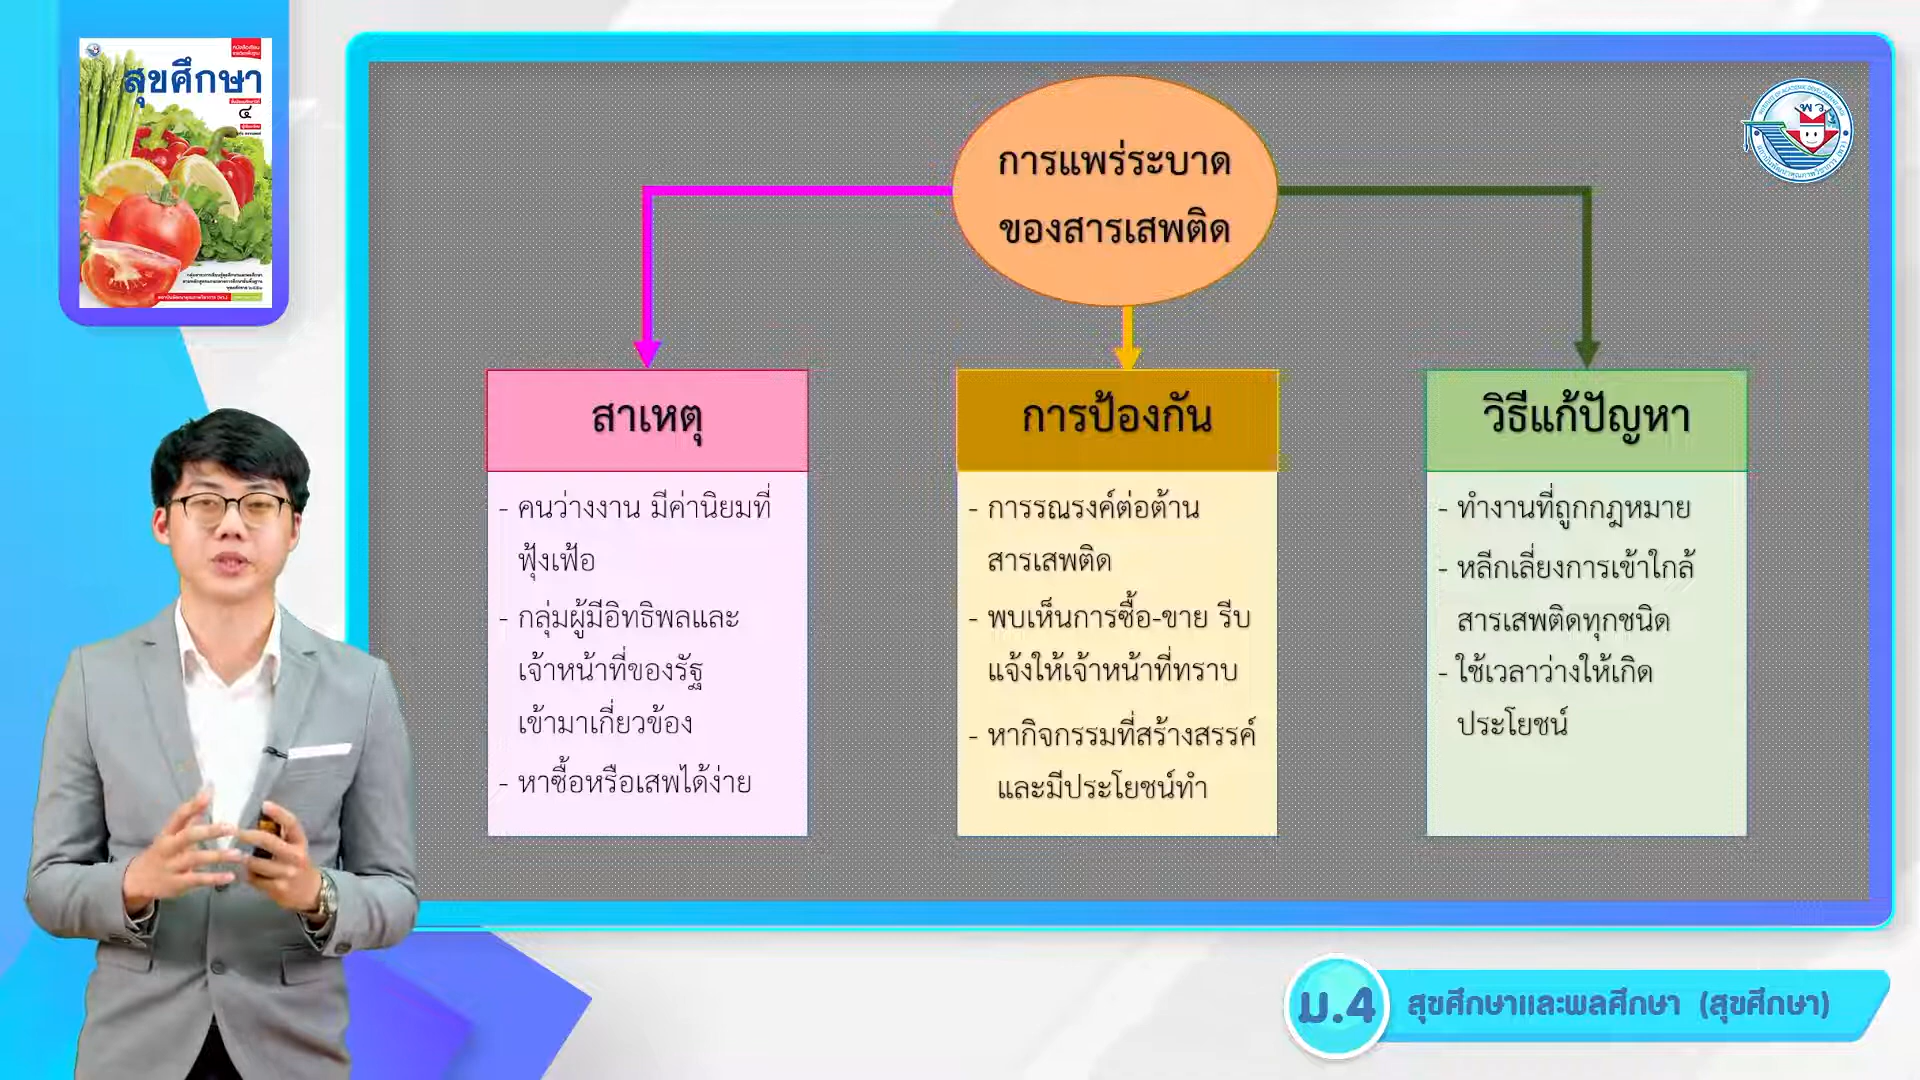 สุขศึกษา
๔
การแพร่ระบาด
ของสารเสพติด
สาเหตุ
- คนว่างงาน มีค่านิยมที่
ฟุ้งเฟ้อ
- กลุ่มผู้มีอิทธิพลและ
เจ้าหน้าที่ของรัฐ
เข้ามาเกี่ยวข้อง
- หาซื้อหรือเสพได้ง่าย
การป้องกัน
- การรณรงค์ต่อต้าน
สารเสพติด
- พบเห็นการซื้อ-ขาย รีบ
แจ้งให้เจ้าหน้าที่ทราบ
- หากิจกรรมที่สร้างสรรค์
และมีประโยชน์ทำ
วิธีแก้ปัญหา
- ทำงานที่ถูกกฎหมาย
- หลีกเลี่ยงการเข้าใกล้
สารเสพติดทุกชนิด
- ใช้เวลาว่างให้เกิด
ประโยชน์
พว.
ม.4 สุขศึกษาและพลศึกษา (สุขศึกษา)